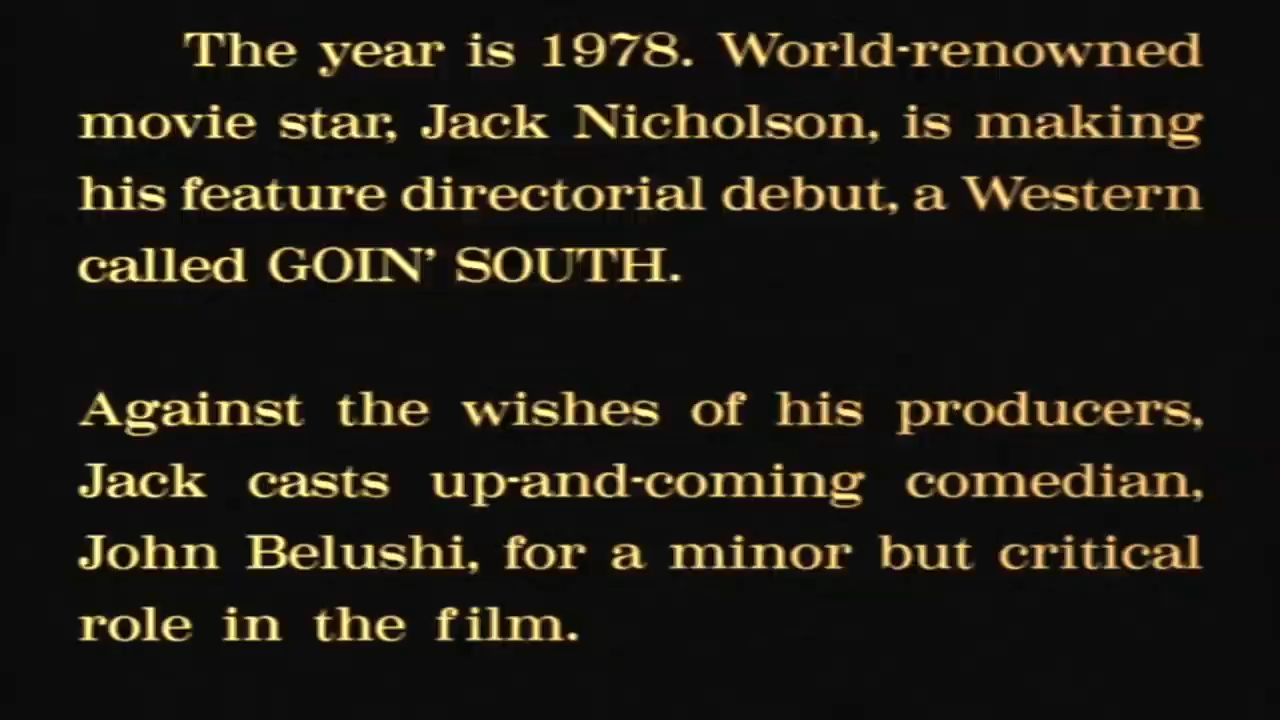 The year is 1978. World-renowned
movie star, Jack Nicholson, is making
his feature directorial debut, a Western
called GOIN’ SOUTH.
Against the wishes of his producers,
Jack casts up-and-coming comedian,
John Belushi, for a minor but critical
role in the film.